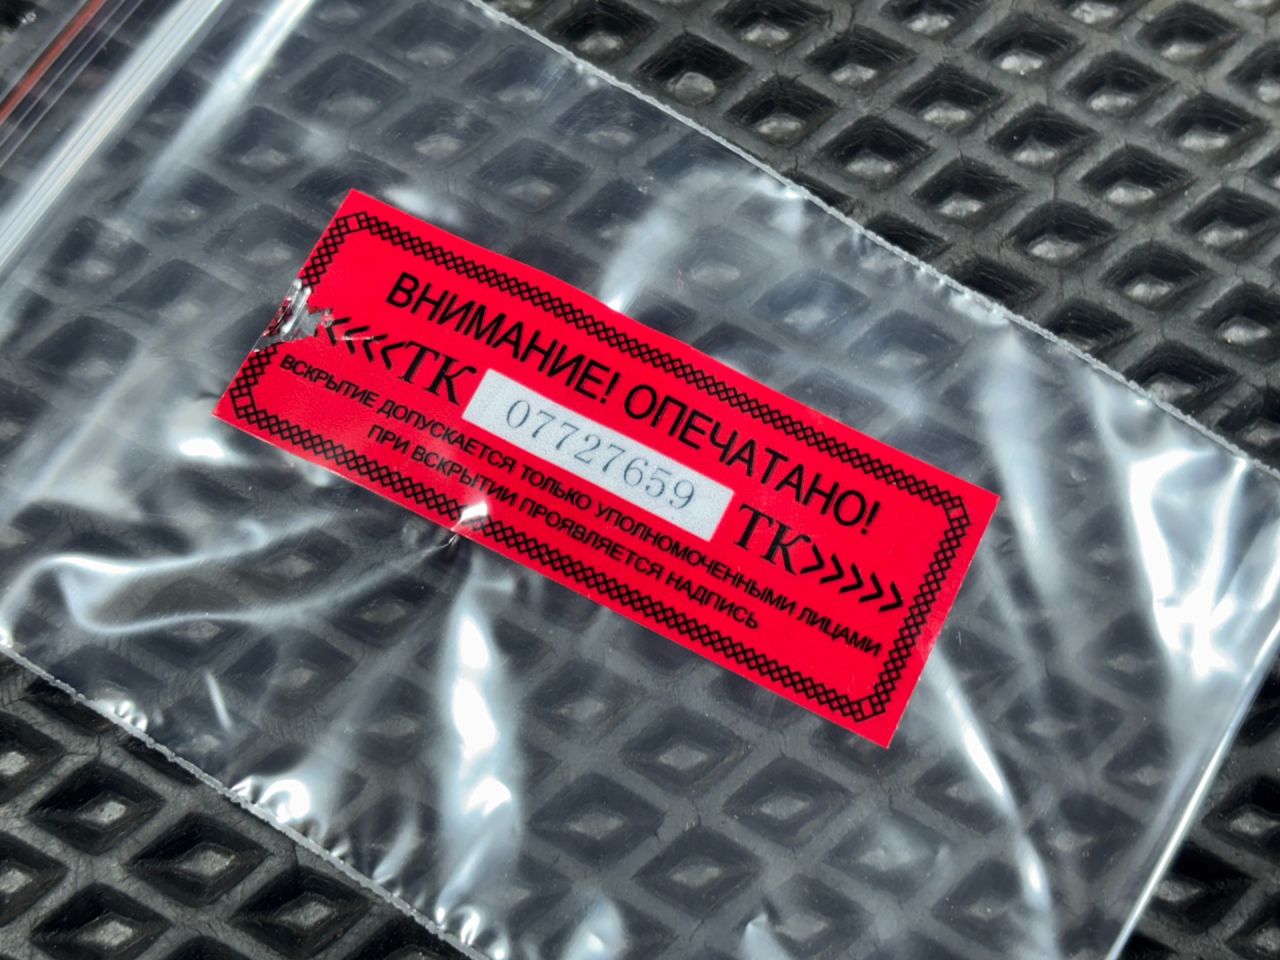 ВНИМАНИЕ! ОПЕЧАТАНО!
<<<<ТК 07727659 ТК>>>>>
ВСКРЫТИЕ ДОПУСКАЕТСЯ ТОЛЬКО УПОЛНОМОЧЕННЫМИ ЛИЦАМИ
ПРИ ВСКРЫТИИ ПРОЯВЛЯЕТСЯ НАДПИСЬ